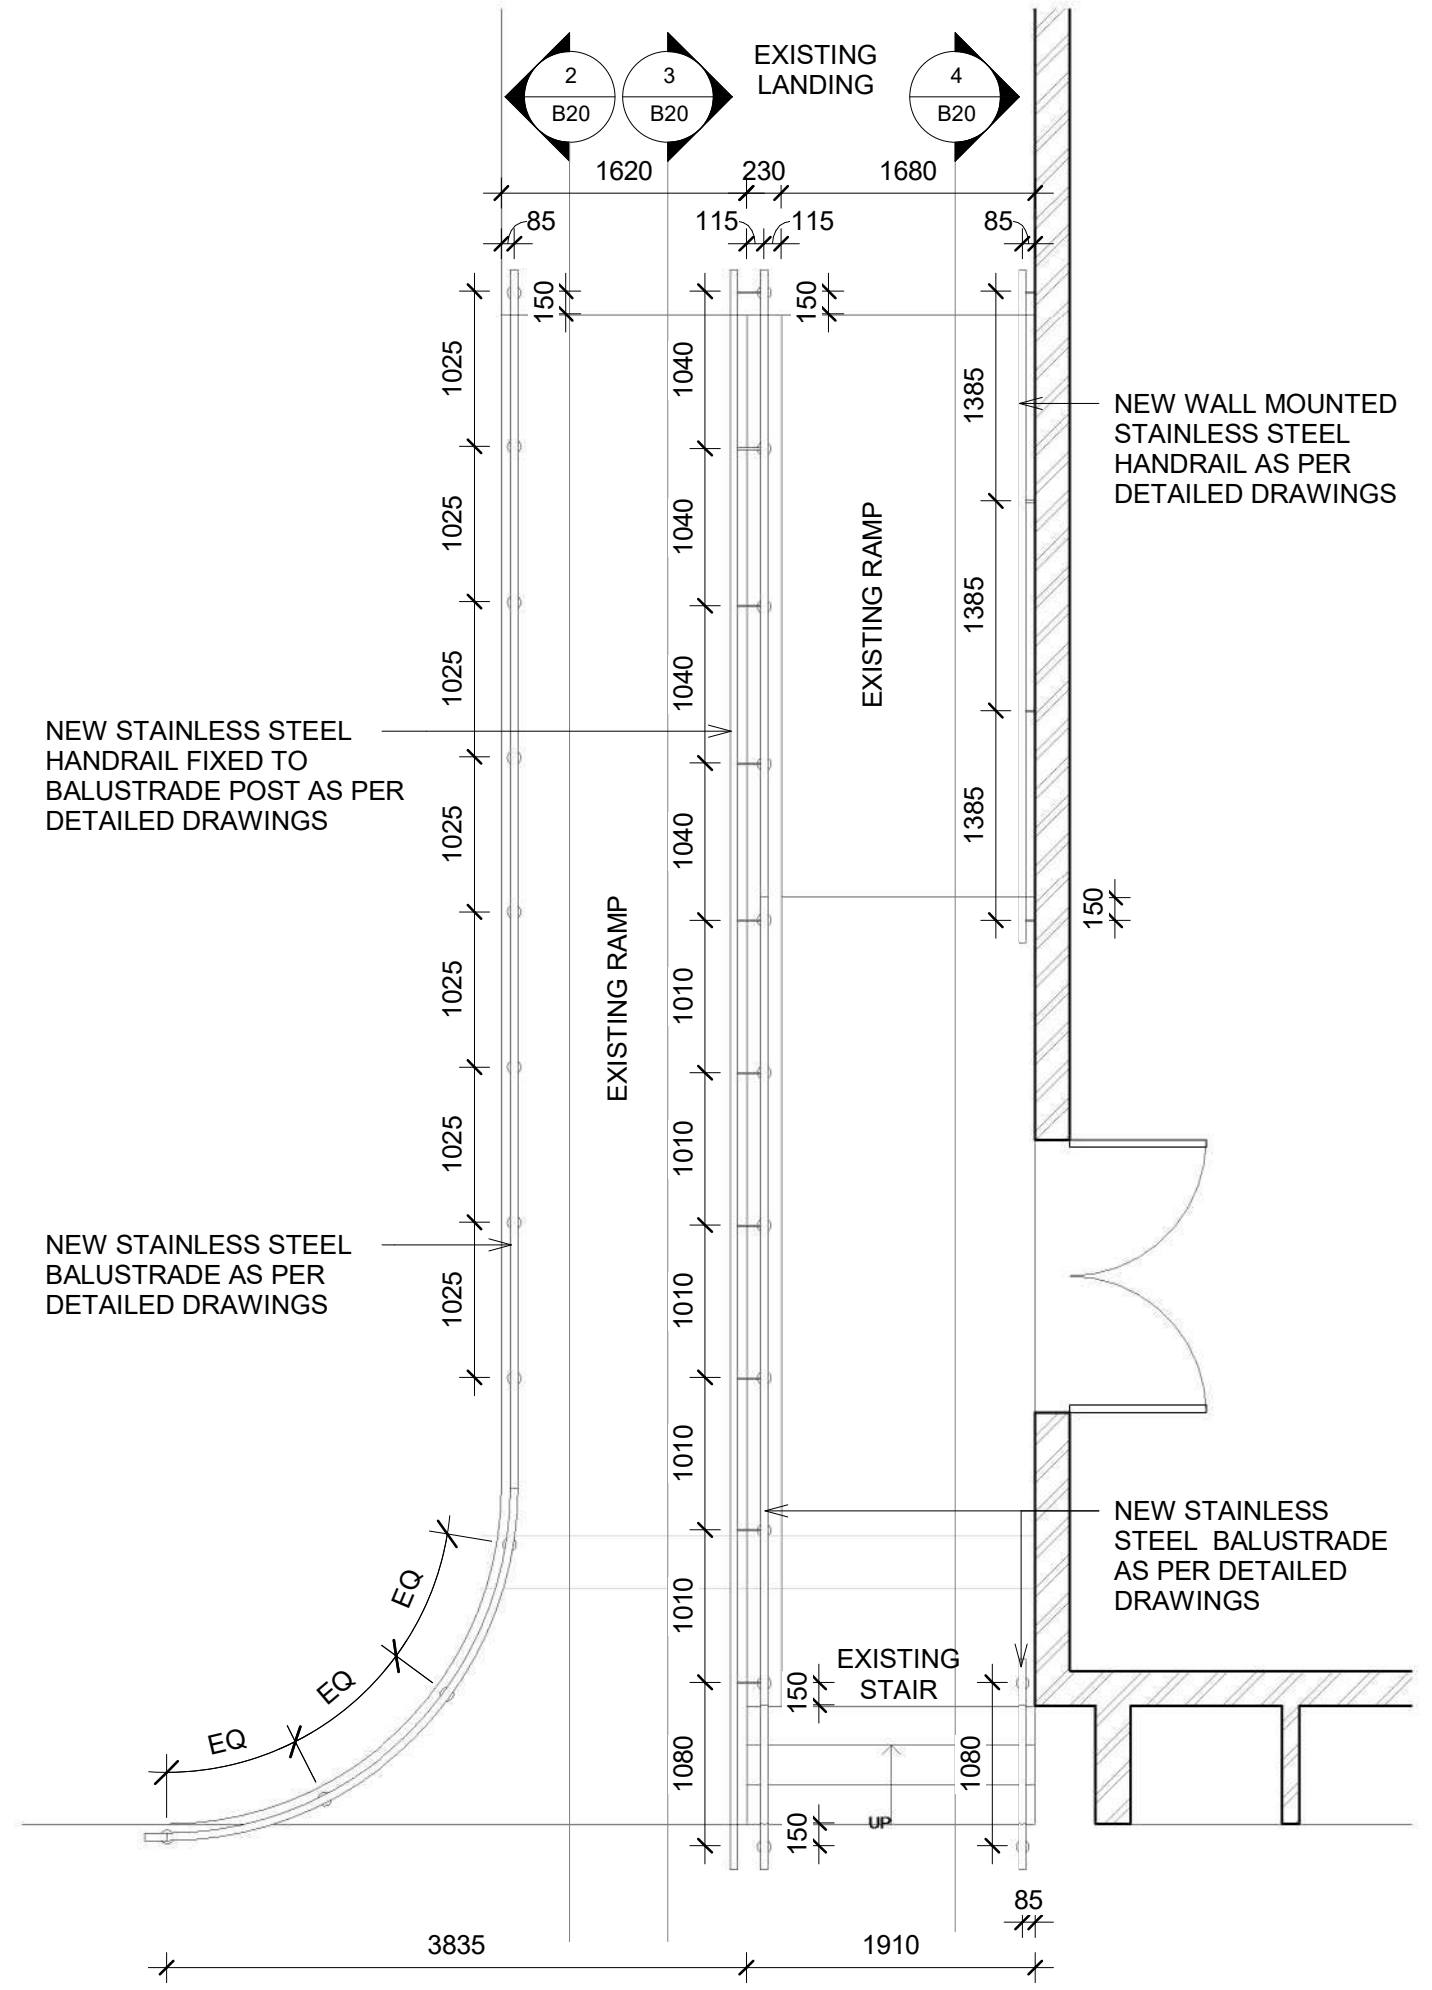 2
B20
3
B20
EXISTING
LANDING
4
B20
1620
230
1680
85
115
115
85
150
150
1025
1040
1385
NEW WALL MOUNTED
STAINLESS STEEL
HANDRAIL AS PER
DETAILED DRAWINGS
1025
1040
EXISTING RAMP
1385
1025
1040
NEW STAINLESS STEEL
HANDRAIL FIXED TO
BALUSTRADE POST AS PER
DETAILED DRAWINGS
1025
1040
1385
150
EXISTING RAMP
1025
1010
1025
1010
NEW STAINLESS STEEL
BALUSTRADE AS PER
DETAILED DRAWINGS
1025
1010
1010
NEW STAINLESS
STEEL BALUSTRADE
AS PER DETAILED
DRAWINGS
EQ
1010
EXISTING
STAIR
EQ
150
EQ
1080
1080
UP
150
85
3835
1910